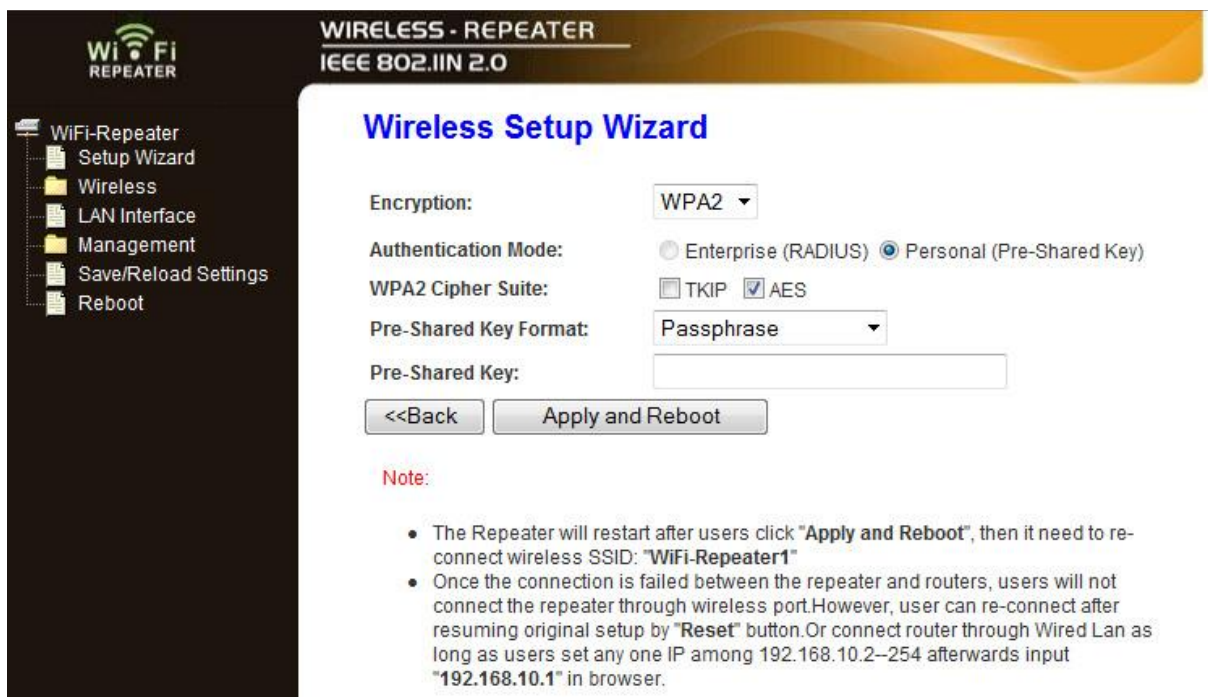 WiFi
REPEATER
WIRELESS - REPEATER
IEEE 802.11N 2.0
WiFi-Repeater
Setup Wizard
Wireless
LAN Interface
Management
Save/Reload Settings
Reboot
Wireless Setup Wizard
Encryption: WPA2
Authentication Mode: Enterprise (RADIUS) Personal (Pre-Shared Key)
WPA2 Cipher Suite: TKIP AES
Pre-Shared Key Format: Passphrase
Pre-Shared Key:
<<Back Apply and Reboot
Note:
• The Repeater will restart after users click "Apply and Reboot", then it need to re-
connect wireless SSID: "WiFi-Repeater1"
• Once the connection is failed between the repeater and routers, users will not
connect the repeater through wireless port.However, user can re-connect after
resuming original setup by "Reset" button.Or connect router through Wired Lan as
long as users set any one IP among 192.168.10.2--254 afterwards input
"192.168.10.1" in browser.